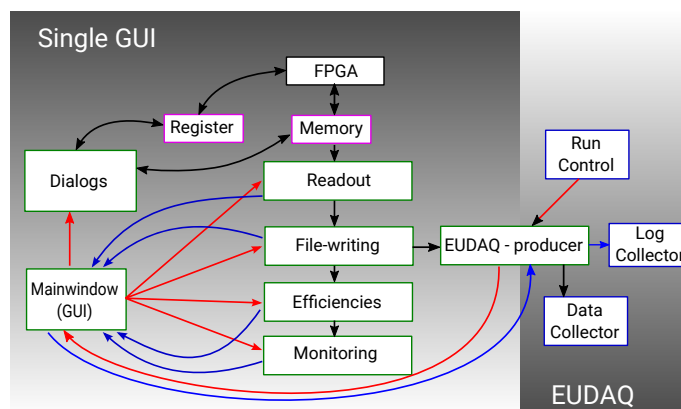 Single GUI
FPGA
Register
Memory
Run
Control
Dialogs
Readout
File-writing
EUDAQ - producer
Log
Collector
Mainwindow
(GUI)
Efficiencies
Data
Collector
Monitoring
EUDAQ